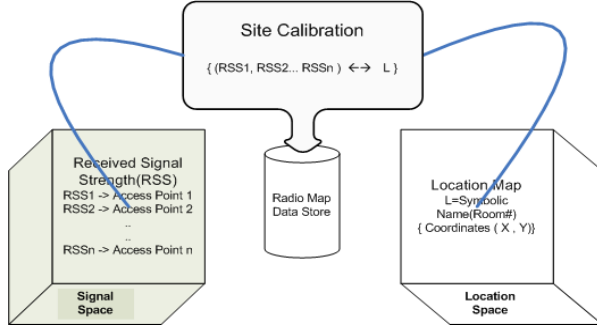 Site Calibration
{ (RSS1, RSS2... RSSn ) ←→ L }
Received Signal
Strength(RSS)
RSS1 -> Access Point 1
RSS2 -> Access Point 2
..
..
RSSn -> Access Point n
Signal
Space
Radio Map
Data Store
Location Map
L=Symbolic
Name(Room#)
{ Coordinates ( X , Y)}
Location
Space